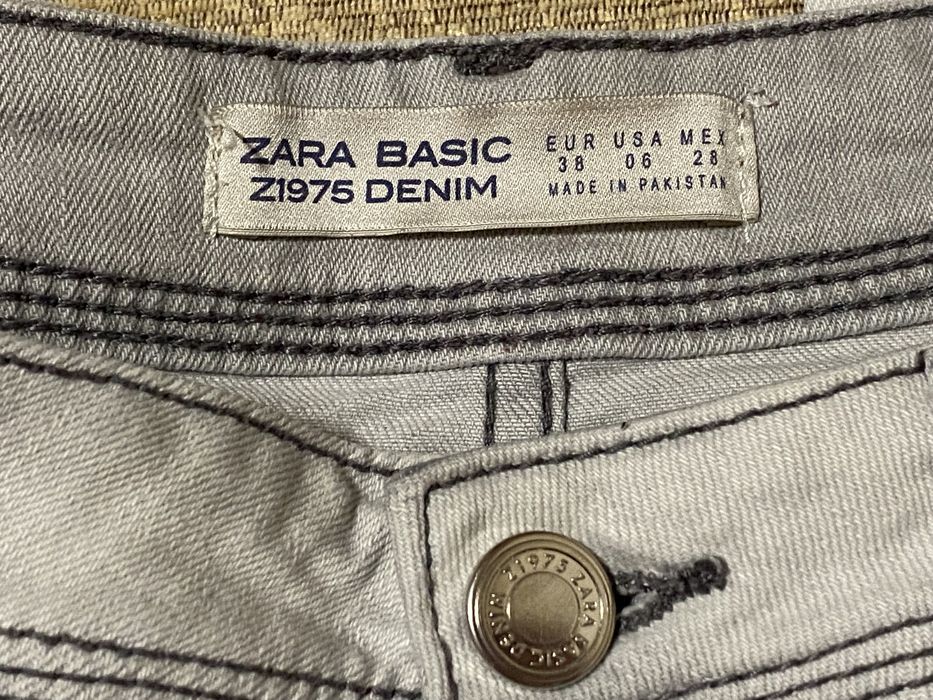 ZARA BASIC
Z1975 DENIM
EUR USA MEX
38 06 28
MADE IN PAKISTAN
Z1975 ZARA BASIC DENIM